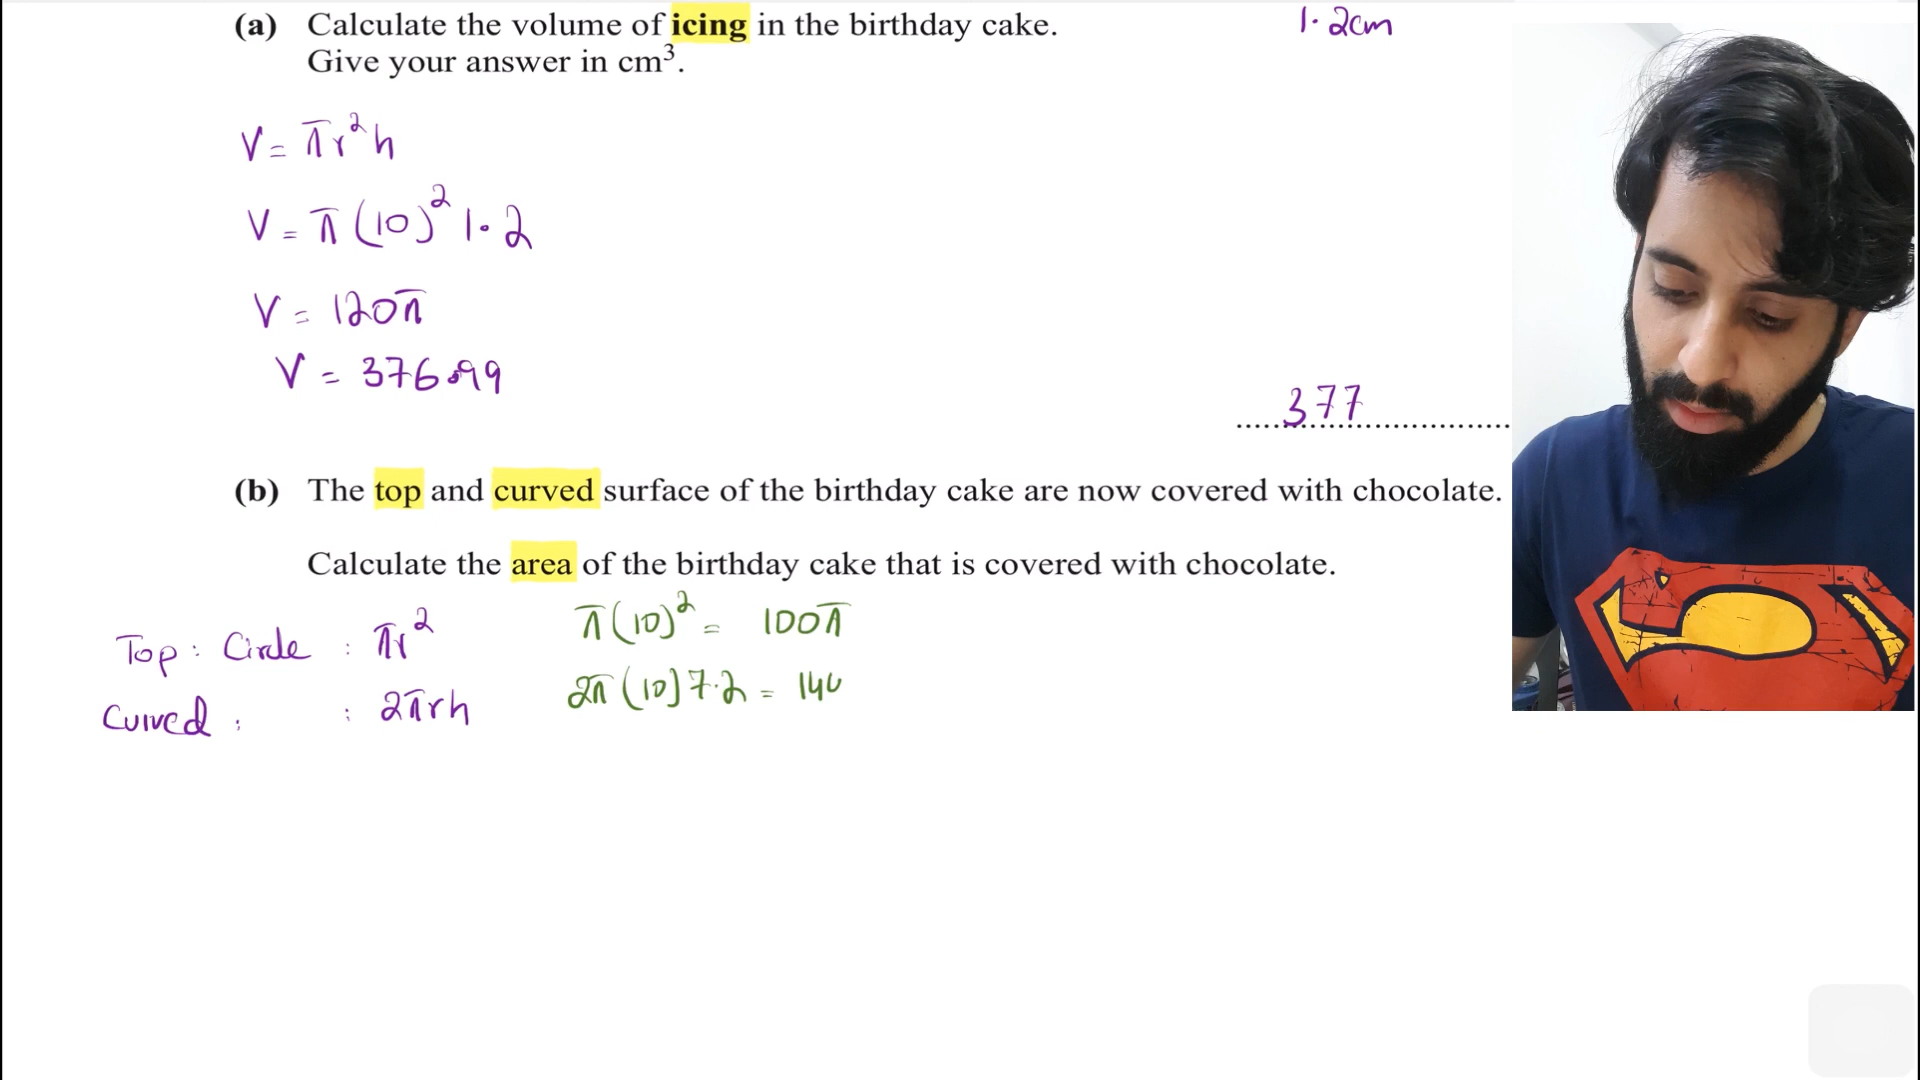 (a) Calculate the volume of icing in the birthday cake. 1.2cm
Give your answer in cm³.
V = πr²h
V = π(10)² 1.2
V = 120π
V = 376.99
377
(b) The top and curved surface of the birthday cake are now covered with chocolate.
Calculate the area of the birthday cake that is covered with chocolate.
Top : Circle : πr² π(10)² = 100π
Curved : : 2πrh 2π(10)7.2 = 144